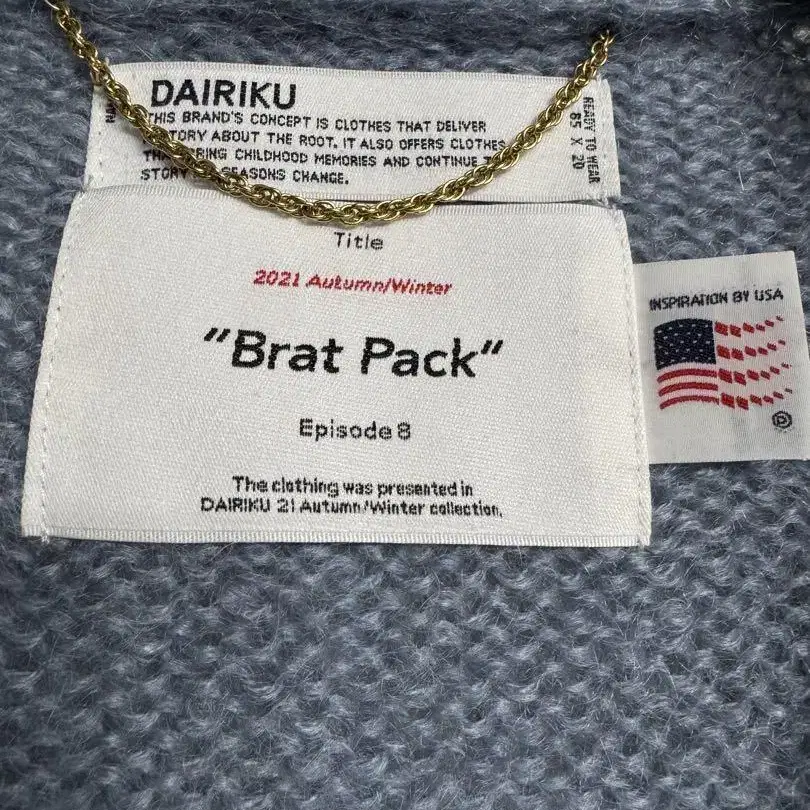 DAIRIKU
THIS BRAND'S CONCEPT IS CLOTHES THAT DELIVER
STORY ABOUT THE ROOT. IT ALSO OFFERS CLOTHES
CHILDHOOD MEMORIES AND CONTINUE
STORY SEASONS CHANGE.
READY TO WEAR
85 X 20
Title
2021 Autumn/Winter
"Brat Pack"
Episode 8
The clothing was presented in
DAIRIKU 21 Autumn/Winter collection.
INSPIRATION BY USA